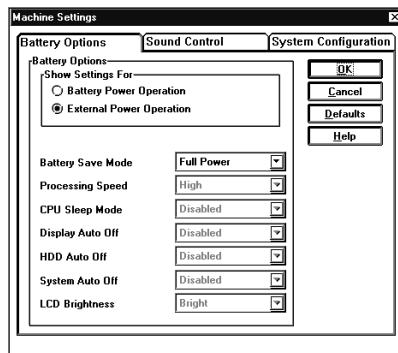 Machine Settings
Battery Options
Sound Control
System Configuration
Battery Options
Show Settings For
Battery Power Operation
External Power Operation
Battery Save Mode Full Power
Processing Speed High
CPU Sleep Mode Disabled
Display Auto Off Disabled
HDD Auto Off Disabled
System Auto Off Disabled
LCD Brightness Bright
OK
Cancel
Defaults
Help